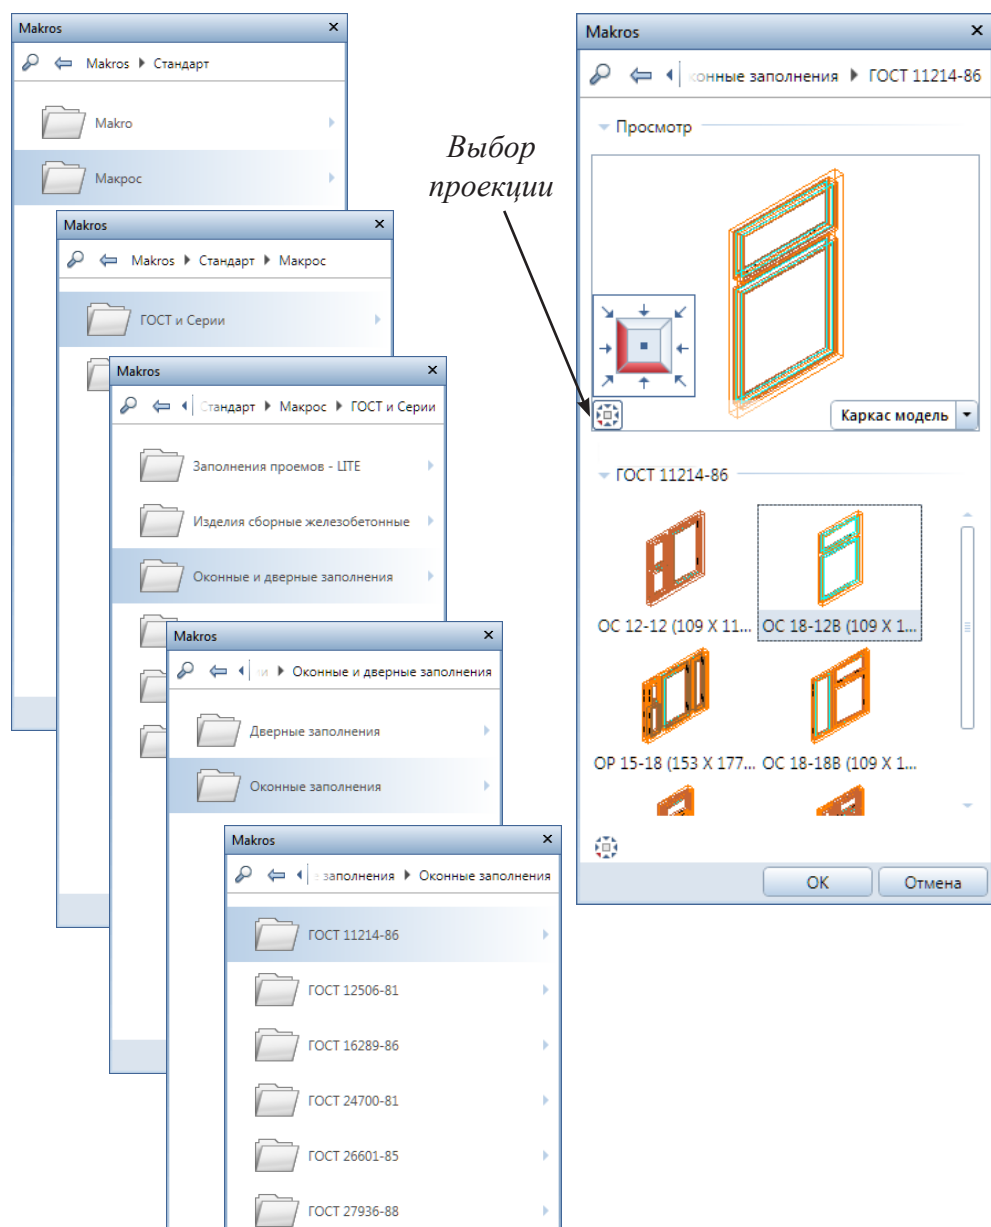 Makros
Makros Стандарт
Makro
Макрос
Makros
Makros Стандарт Макрос
ГОСТ и Серии
Makros
Стандарт Макрос ГОСТ и Серии
Заполнения проемов - ЦТЕ
Изделия сборные железобетонные
Оконные и дверные заполнения
Makros
ии Оконные и дверные заполнения
Дверные заполнения
Оконные заполнения
Makros
заполнения Оконные заполнения
ГОСТ 11214-86
ГОСТ 12506-81
ГОСТ 16289-86
ГОСТ 24700-81
ГОСТ 26601-85
ГОСТ 27936-88
Выбор
проекции
Makros
конные заполнения ГОСТ 11214-86
Просмотр
Каркас модель
ГОСТ 11214-86
ОС 12-12 (109 X 11... ОС 18-12В (109 X 1...
ОР 15-18 (153 X 177... ОС 18-18В (109 X 1...
ОК Отмена